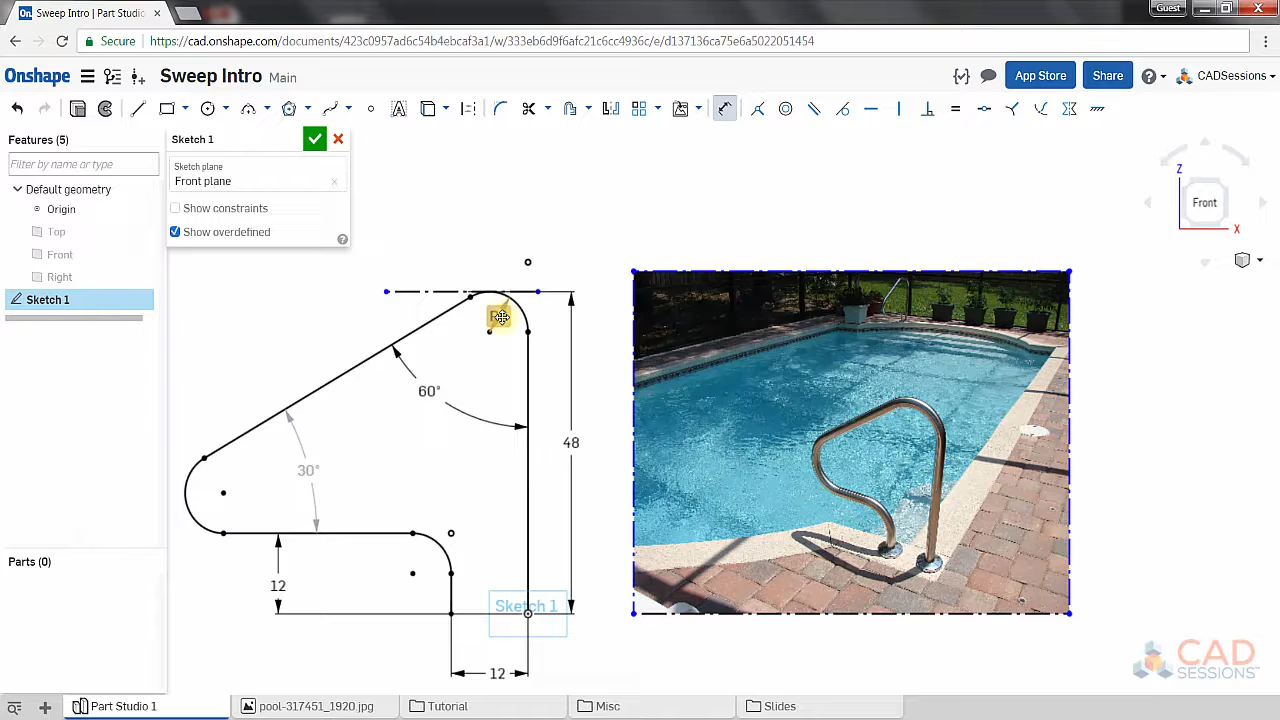 Sweep Intro | Part Studio
Guest
Secure
https://cad.onshape.com/documents/423c0957ad6c54b4ebcaf3a1/w/333eb6d9f6afc21c6cc4936c/e/d137136ca75e6a5022051454
Onshape
Sweep Intro
Main
App Store
Share
CADSessions
Features (5)
Filter by name or type
Default geometry
Origin
Top
Front
Right
Sketch 1
Parts (0)
Sketch 1
Sketch plane
Front plane
Show constraints
Show overdefined
60°
30°
48
12
Sketch 1
12
Z
Front
X
CAD
SESSIONS
Part Studio 1
pool-317451_1920.jpg
Tutorial
Misc
Slides